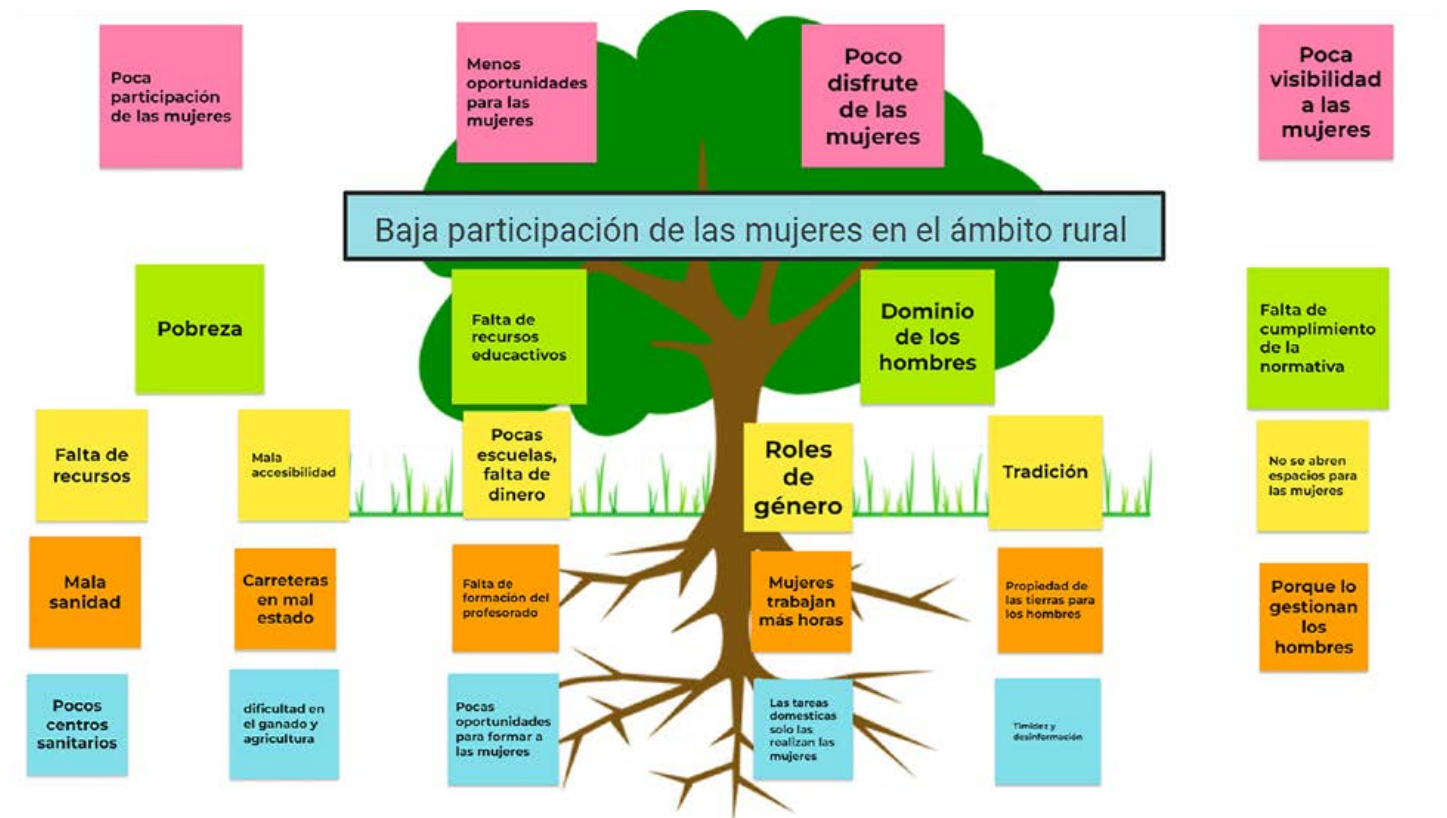 Poca
participación
de las mujeres
Menos
oportunidades
para las
mujeres
Poco
disfrute
de las
mujeres
Poca
visibilidad
a las
mujeres
Baja participación de las mujeres en el ámbito rural
Pobreza
Falta de
recursos
educactivos
Dominio
de los
hombres
Falta de
cumplimiento
de la
normativa
Falta de
recursos
Mala
accesibilidad
Pocas
escuelas,
falta de
dinero
Roles
de
género
Tradición
No se abren
espacios para
las mujeres
Mala
sanidad
Carreteras
en mal
estado
Falta de
formación del
profesorado
Mujeres
trabajan
más horas
Propiedad de
las tierras para
los hombres
Porque lo
gestionan
los
hombres
Pocos
centros
sanitarios
dificultad en
el ganado y
agricultura
Pocas
oportunidades
para formar a
las mujeres
Las tareas
domesticas
solo las
realizan las
mujeres
Timidez y
desinformación